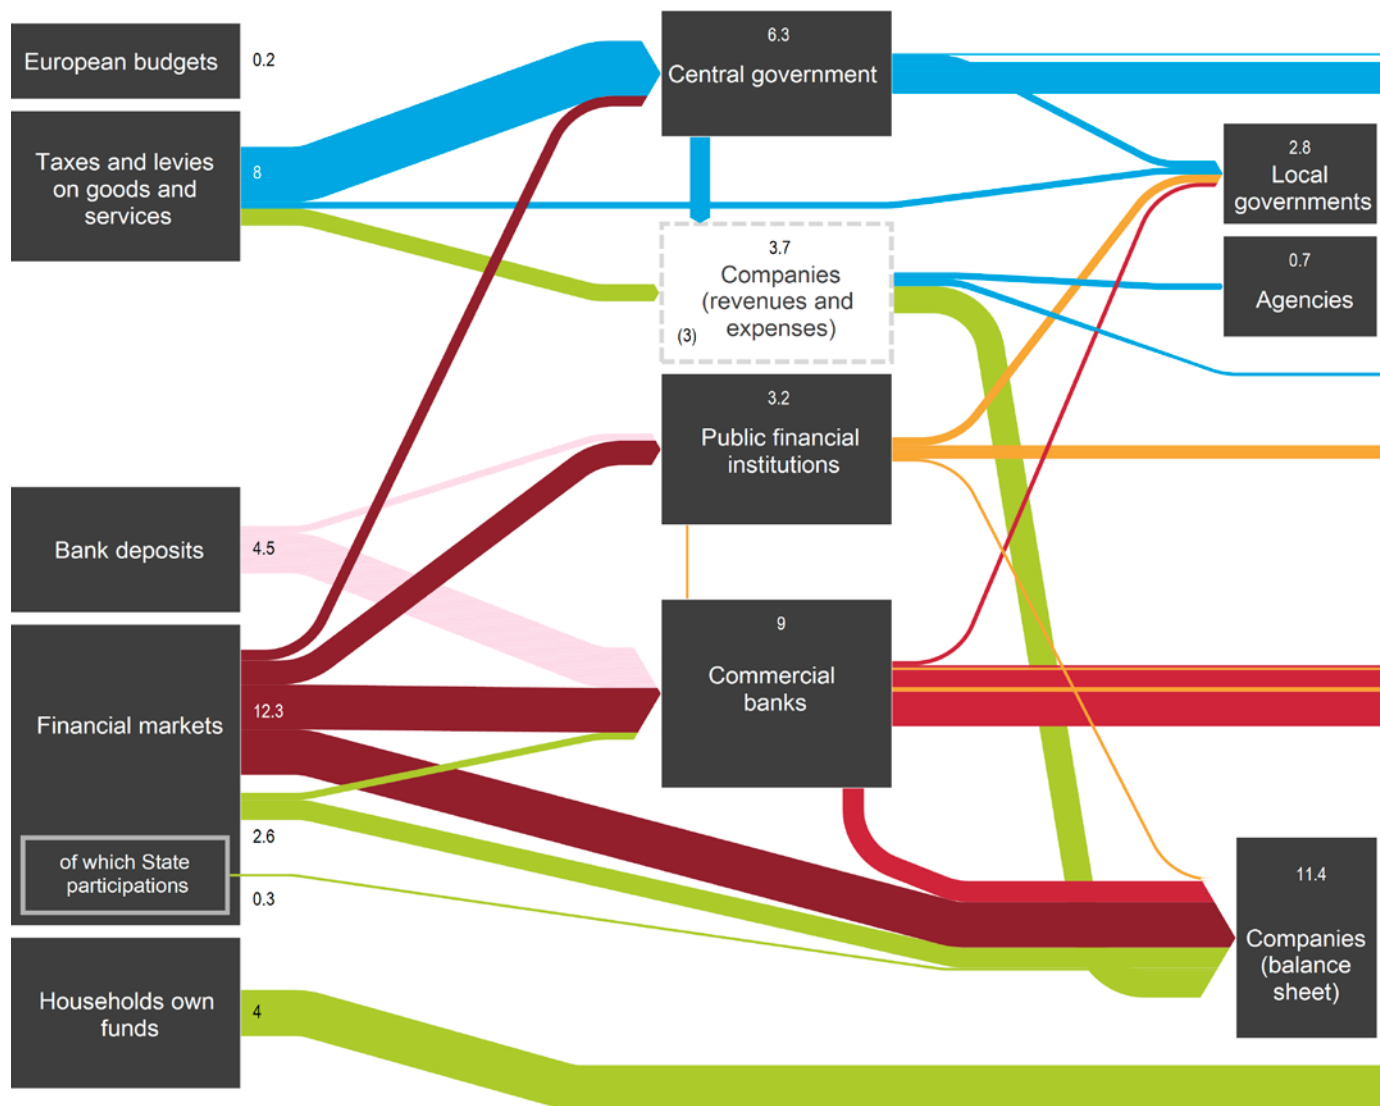 European budgets
0.2
Taxes and levies
on goods and
services
8
Bank deposits
4.5
Financial markets
12.3
2.6
of which State
participations
0.3
Households own
funds
4
6.3
Central government
3.7
Companies
(revenues and
expenses)
(3)
3.2
Public financial
institutions
9
Commercial
banks
2.8
Local
governments
0.7
Agencies
11.4
Companies
(balance
sheet)